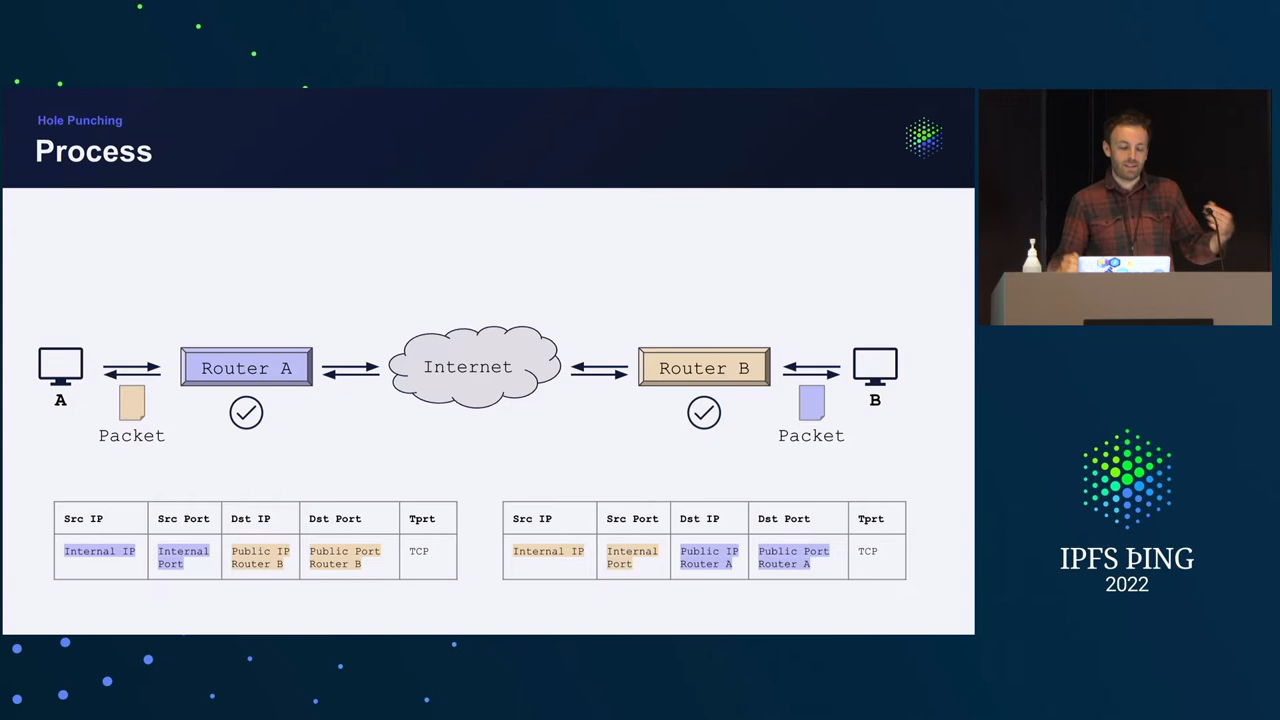 Hole Punching
Process
Router A
Internet
Router B
A
B
Packet
Packet
Src IP Src Port Dst IP Dst Port Tprt
Internal IP Internal Port Public IP Router B Public Port Router B TCP
Src IP Src Port Dst IP Dst Port Tprt
Internal IP Internal Port Public IP Router A Public Port Router A TCP
IPFS ÞING
2022